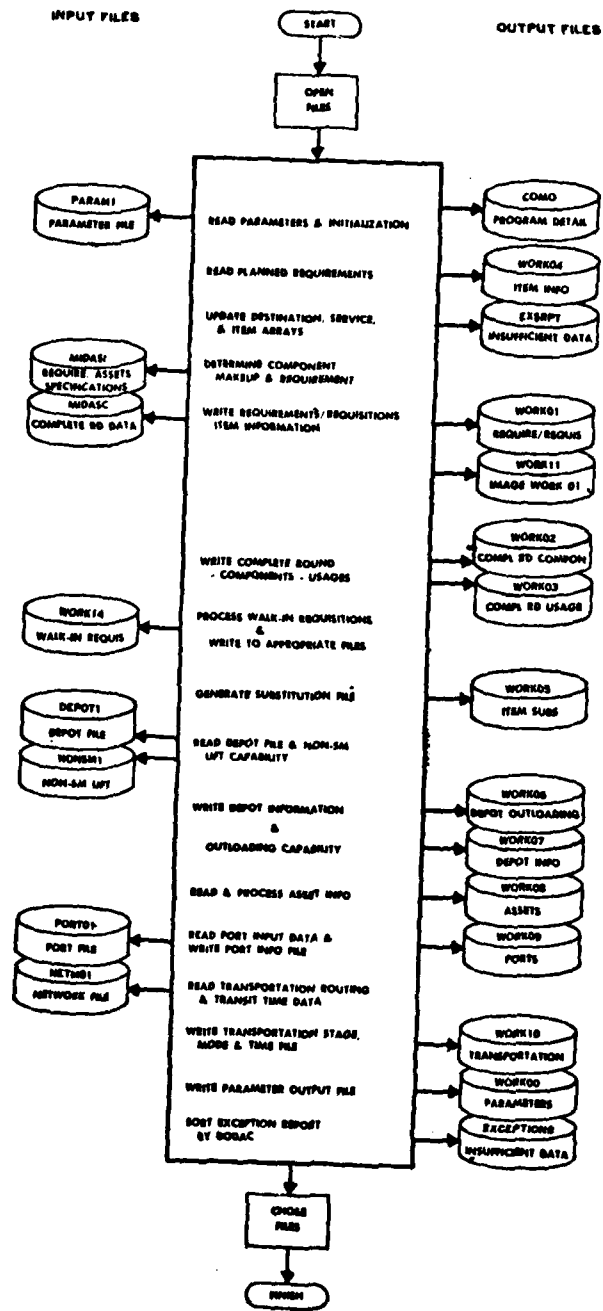 INPUT FILES
START
OUTPUT FILES
OPEN
FILES
PARAM1
PARAMETER FILE
READ PARAMETERS & INITIALIZATION
COMO
PROGRAM DETAIL
READ PLANNED REQUIREMENTS
WORK04
ITEM INFO
UPDATE DESTINATION, SERVICE,
& ITEM ARRAYS
EXSRPT
INSUFFICIENT DATA
MIDAS1
REQUIRE. ASSETS
SPECIFICATIONS
DETERMINE COMPONENT
MAKEUP & REQUIREMENT
MIDASC
COMPLETE RD DATA
WRITE REQUIREMENTS/REQUISITIONS
ITEM INFORMATION
WORK01
REQUIRE/REQUIS
WORK11
IMAGE WORK 01
WRITE COMPLETE ROUND
- COMPONENTS - USAGES
WORK02
COMPL RD COMPON
WORK03
COMPL RD USAGE
WORK14
WALK-IN REQUIS
PROCESS WALK-IN REQUISITIONS
&
WRITE TO APPROPRIATE FILES
GENERATE SUBSTITUTION FILE
WORK05
ITEM SUBS
DEPOT1
DEPOT FILE
NONSM1
NON-SM LIFT
READ DEPOT FILE & NON-SM
LIFT CAPABILITY
WRITE DEPOT INFORMATION
&
OUTLOADING CAPABILITY
WORK06
DEPOT OUTLOADING
WORK07
DEPOT INFO
READ & PROCESS ASSET INFO
WORK08
ASSETS
PORT01
PORT FILE
READ PORT INPUT DATA &
WRITE PORT INFO FILE
WORK09
PORTS
NETW01
NETWORK FILE
READ TRANSPORTATION ROUTING
& TRANSIT TIME DATA
WRITE TRANSPORTATION STAGE,
MODE & TIME FILE
WORK10
TRANSPORTATION
WRITE PARAMETER OUTPUT FILE
WORK00
PARAMETERS
SORT EXCEPTION REPORT
BY DODAC
EXCEPTIONS
INSUFFICIENT DATA
CLOSE
FILES
FINISH